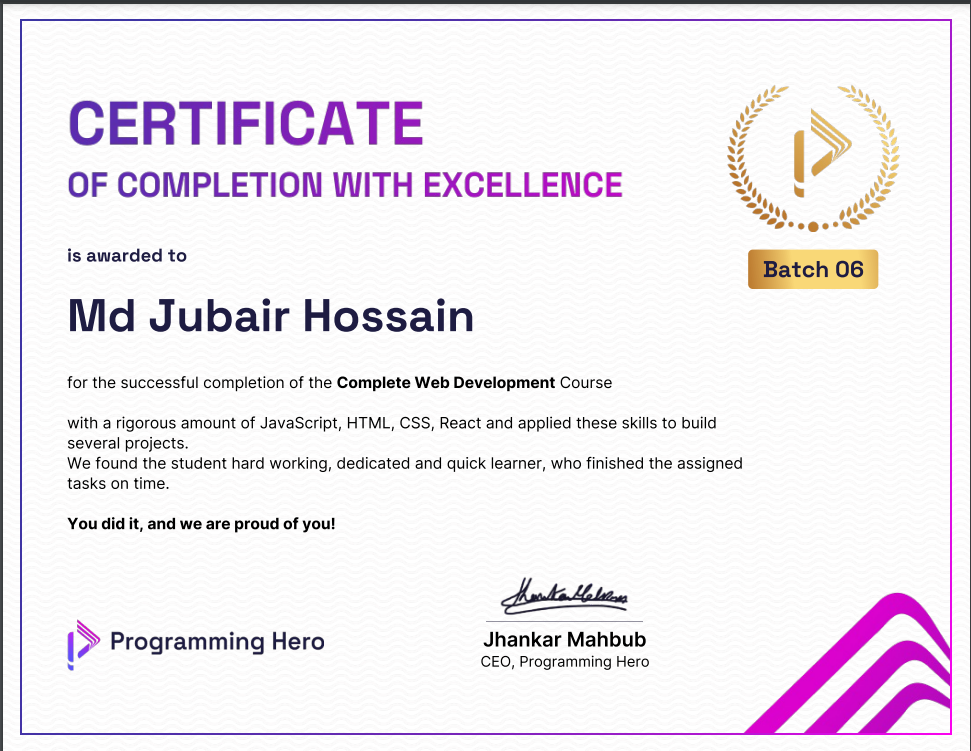 CERTIFICATE
OF COMPLETION WITH EXCELLENCE
Batch 06
is awarded to
Md Jubair Hossain
for the successful completion of the Complete Web Development Course
with a rigorous amount of JavaScript, HTML, CSS, React and applied these skills to build
several projects.
We found the student hard working, dedicated and quick learner, who finished the assigned
tasks on time.
You did it, and we are proud of you!
Programming Hero
Jhankar Mahbub
CEO, Programming Hero